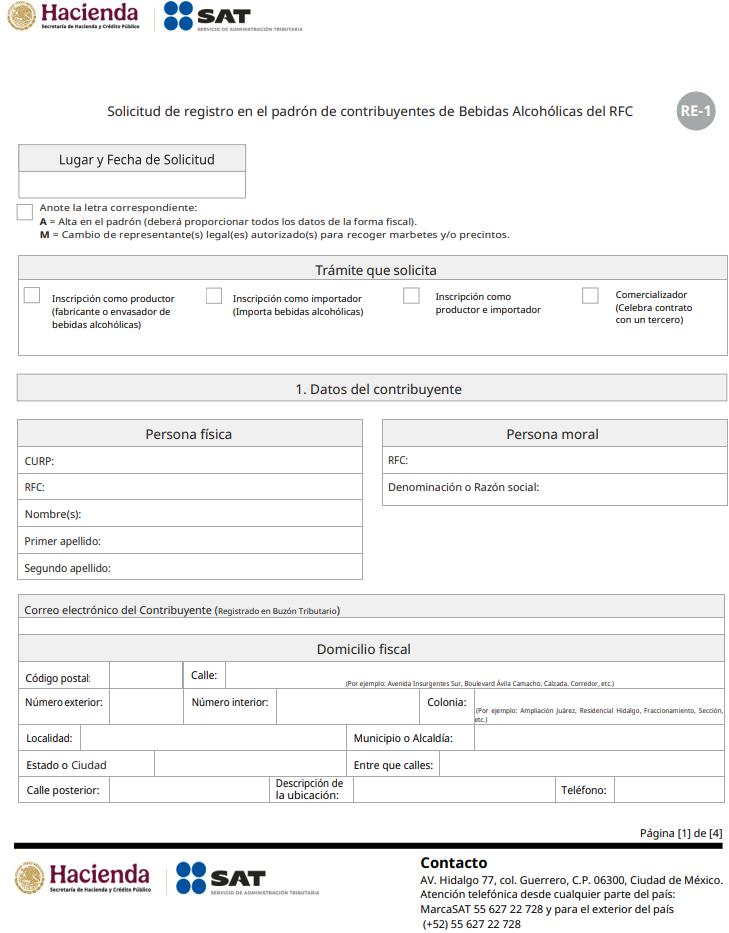 Hacienda
Secretaría de Hacienda y Crédito Público
SAT
SERVICIO DE ADMINISTRACIÓN TRIBUTARIA
Solicitud de registro en el padrón de contribuyentes de Bebidas Alcohólicas del RFC
RE-1
Lugar y Fecha de Solicitud
Anote la letra correspondiente:
A = Alta en el padrón (deberá proporcionar todos los datos de la forma fiscal).
M = Cambio de representante(s) legal(es) autorizado(s) para recoger marbetes y/o precintos.
Trámite que solicita
Inscripción como productor
(fabricante o envasador de
bebidas alcohólicas)
Inscripción como importador
(Importa bebidas alcohólicas)
Inscripción como
productor e importador
Comercializador
(Celebra contrato
con un tercero)
1. Datos del contribuyente
Persona física
CURP:
RFC:
Nombre(s):
Primer apellido:
Segundo apellido:
Persona moral
RFC:
Denominación o Razón social:
Correo electrónico del Contribuyente (Registrado en Buzón Tributario)
Domicilio fiscal
Código postal:
Calle:
(Por ejemplo: Avenida Insurgentes Sur, Boulevard Ávila Camacho, Calzada, Corredor, etc.)
Número exterior:
Número interior:
Colonia:
(Por ejemplo: Ampliación Juárez, Residencial Hidalgo, Fraccionamiento, Sección,
etc.)
Localidad:
Municipio o Alcaldía:
Estado o Ciudad
Entre que calles:
Calle posterior:
Descripción de
la ubicación:
Teléfono:
Página [1] de [4]
Hacienda
Secretaría de Hacienda y Crédito Público
SAT
SERVICIO DE ADMINISTRACIÓN TRIBUTARIA
Contacto
AV. Hidalgo 77, col. Guerrero, C.P. 06300, Ciudad de México.
Atención telefónica desde cualquier parte del país:
MarcaSAT 55 627 22 728 y para el exterior del país
(+52) 55 627 22 728